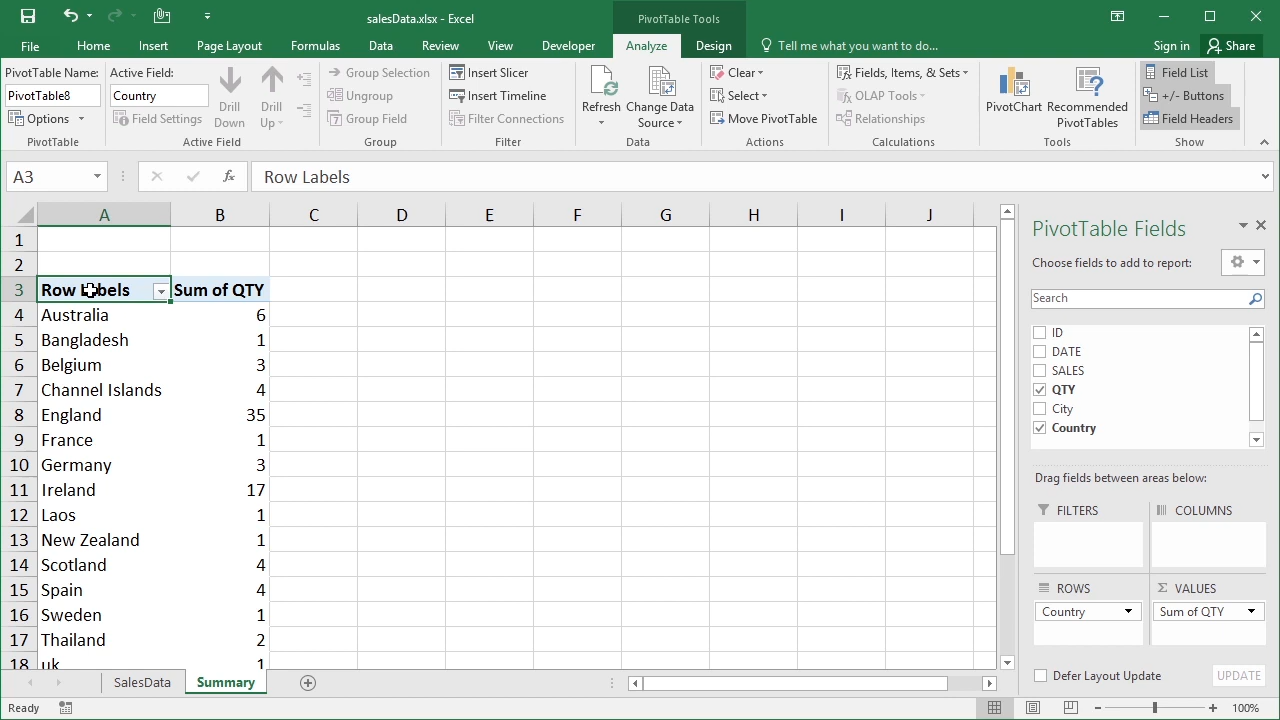 salesData.xlsx - Excel
PivotTable Tools
File Home Insert Page Layout Formulas Data Review View Developer Analyze Design Tell me what you want to do... Sign in Share
PivotTable Name:
PivotTable8
Options
PivotTable
Active Field:
Country
Field Settings
Drill Down
Drill Up
Active Field
Group Selection
Ungroup
Group Field
Group
Insert Slicer
Insert Timeline
Filter Connections
Filter
Refresh
Change Data Source
Data
Clear
Select
Move PivotTable
Actions
Fields, Items, & Sets
OLAP Tools
Relationships
Calculations
PivotChart
Recommended PivotTables
Tools
Field List
+/- Buttons
Field Headers
Show
A3
fx
Row Labels
A B C D E F G H I J
1
2
3 Row Labels Sum of QTY
4 Australia 6
5 Bangladesh 1
6 Belgium 3
7 Channel Islands 4
8 England 35
9 France 1
10 Germany 3
11 Ireland 17
12 Laos 1
13 New Zealand 1
14 Scotland 4
15 Spain 4
16 Sweden 1
17 Thailand 2
18 uk 1
PivotTable Fields
Choose fields to add to report:
Search
ID
DATE
SALES
QTY
City
Country
Drag fields between areas below:
FILTERS
COLUMNS
ROWS
Σ VALUES
Country
Sum of QTY
Defer Layout Update
UPDATE
SalesData
Summary
Ready
100%